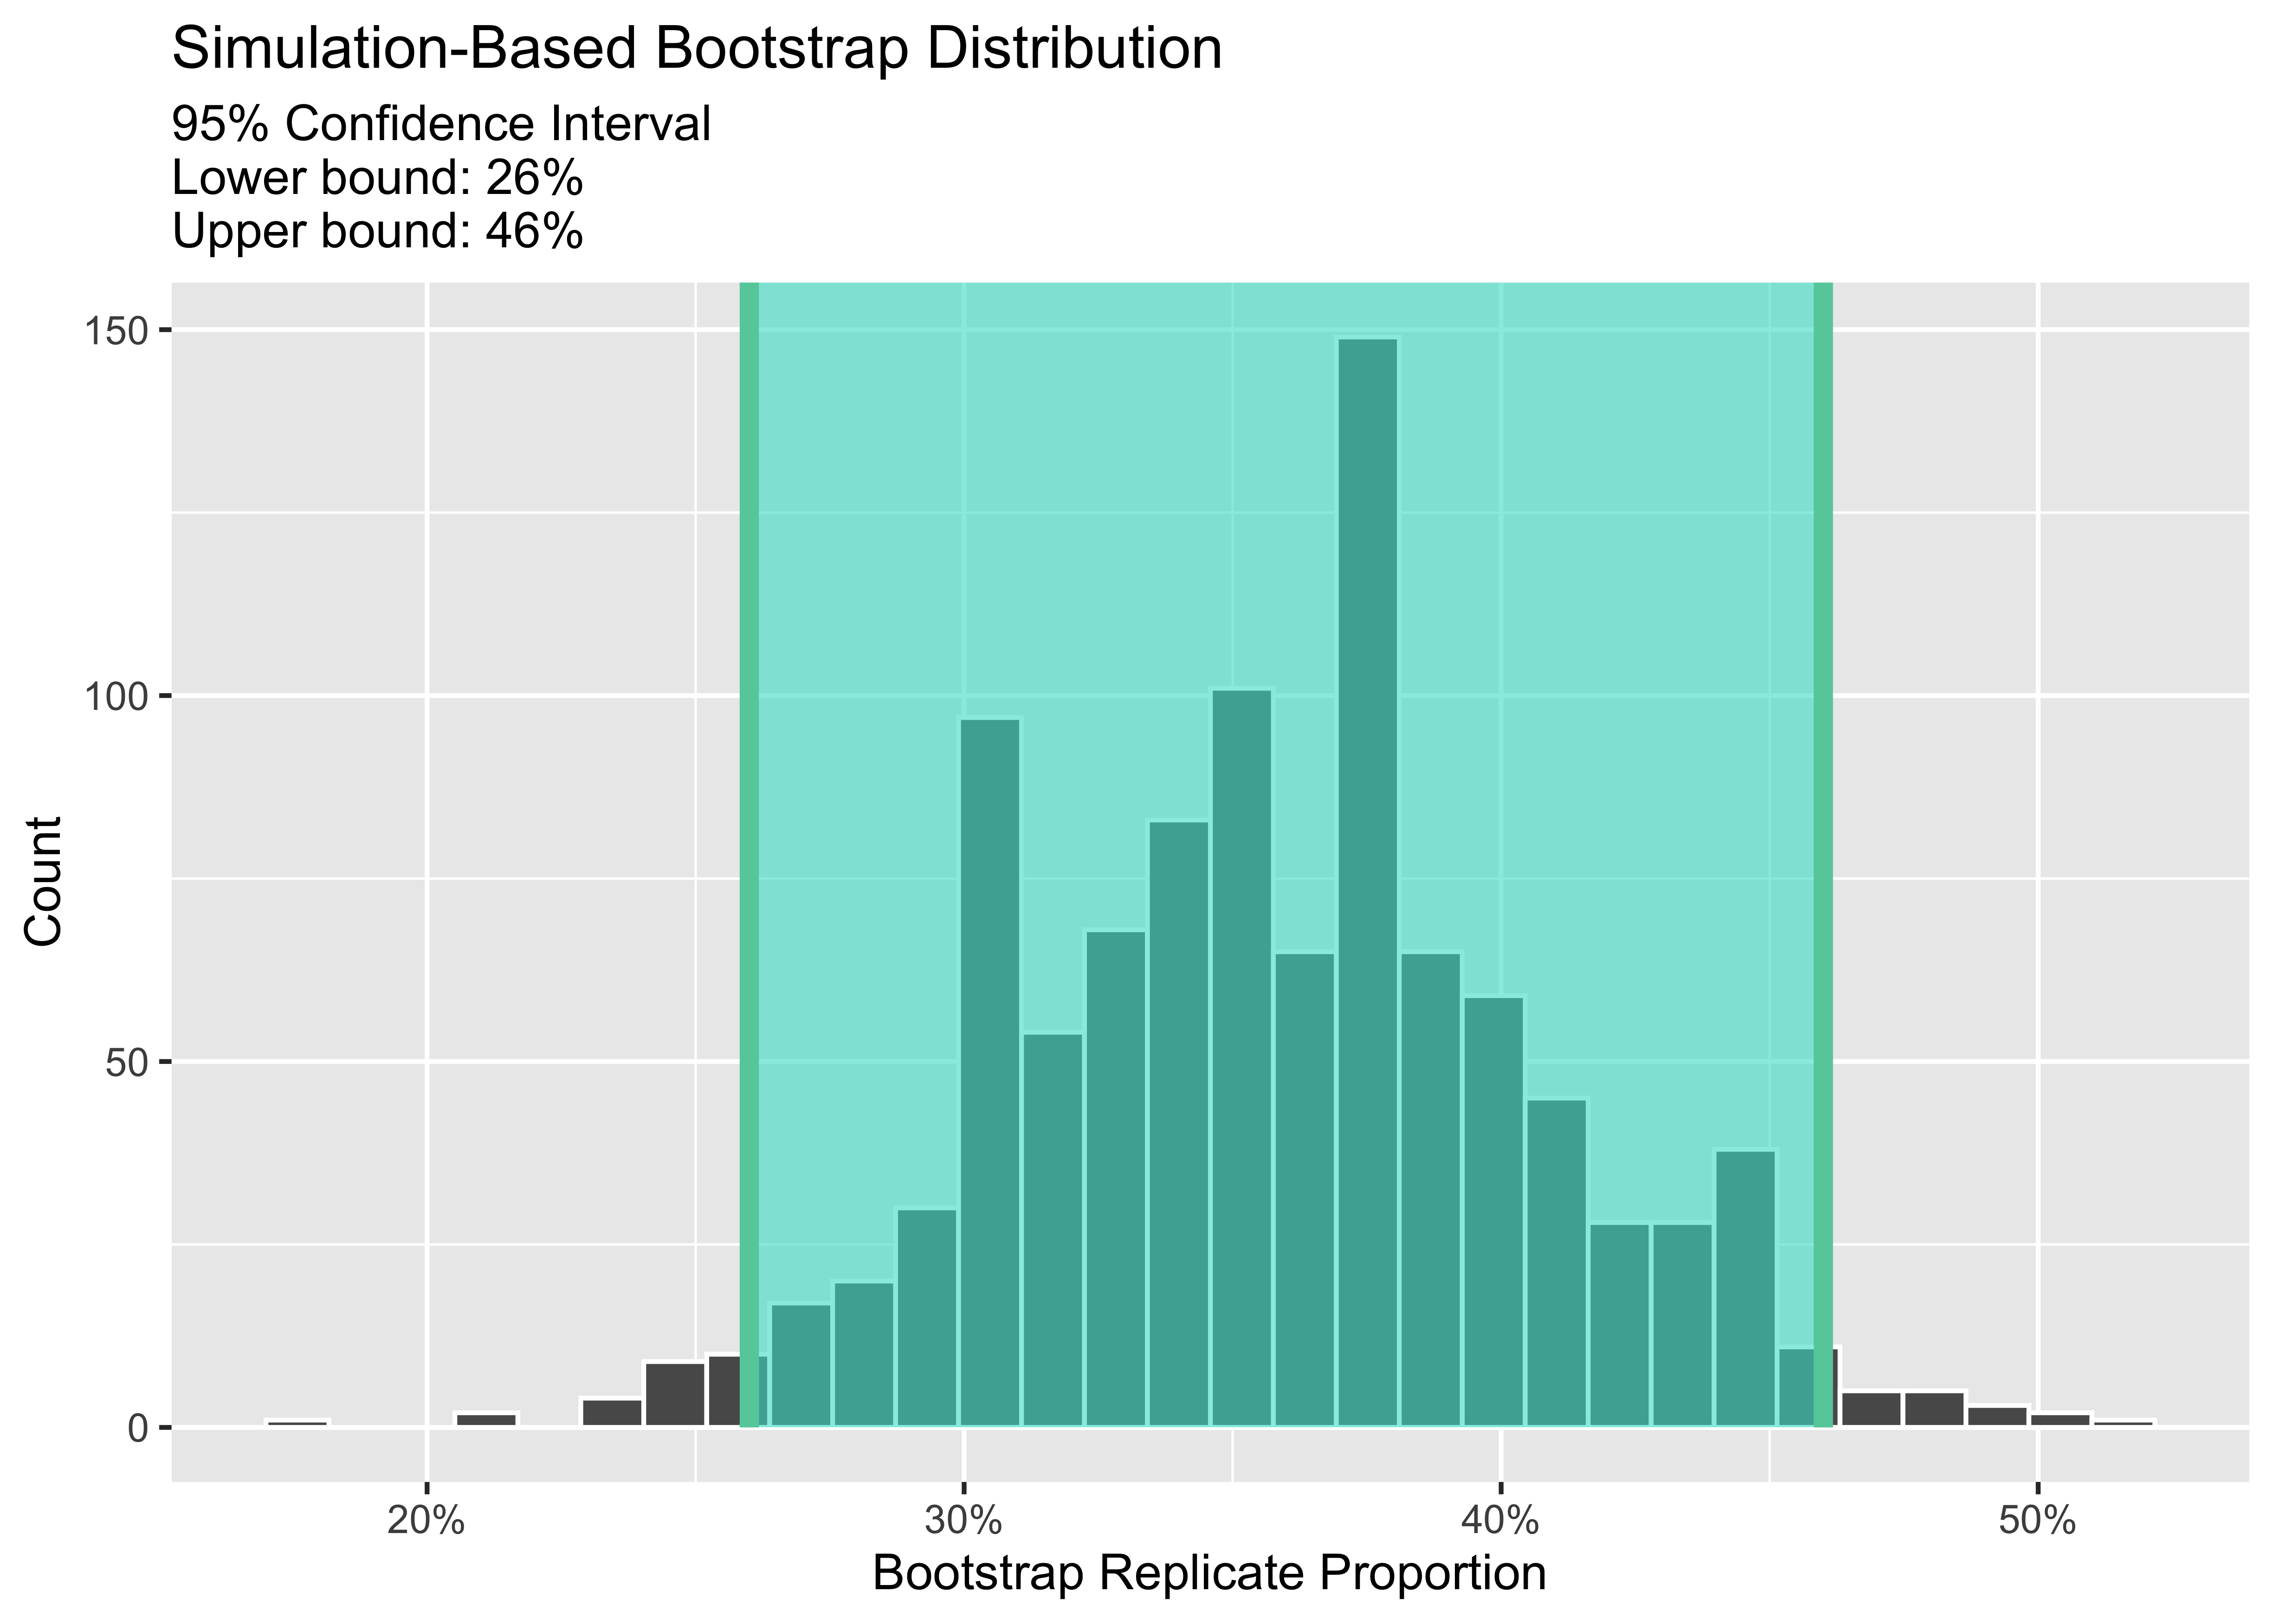 Simulation-Based Bootstrap Distribution
95% Confidence Interval
Lower bound: 26%
Upper bound: 46%
150
100
50
0
Count
20% 30% 40% 50%
Bootstrap Replicate Proportion